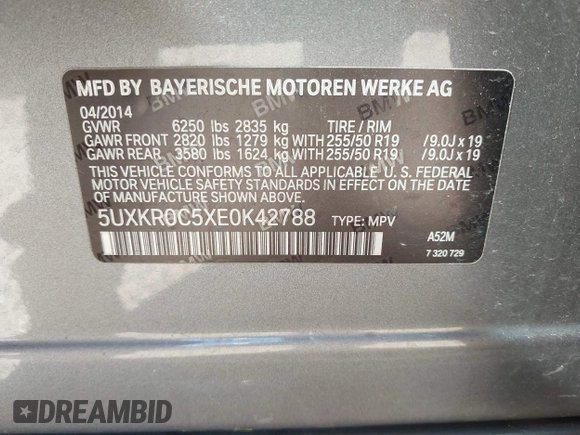 MFD BY BAYERISCHE MOTOREN WERKE AG
04/2014
GVWR 6250 lbs 2835 kg TIRE / RIM
GAWR FRONT 2820 lbs 1279 kg WITH 255/50 R19 /9.0J x 19
GAWR REAR 3580 lbs 1624 kg WITH 255/50 R19 /9.0J x 19
THIS VEHICLE CONFORMS TO ALL APPLICABLE U. S. FEDERAL
MOTOR VEHICLE SAFETY STANDARDS IN EFFECT ON THE DATE
OF MANUFACTURE SHOWN ABOVE.
5UXKR0C5XE0K42788 TYPE: MPV
A52M
7 320 729
DREAMBID